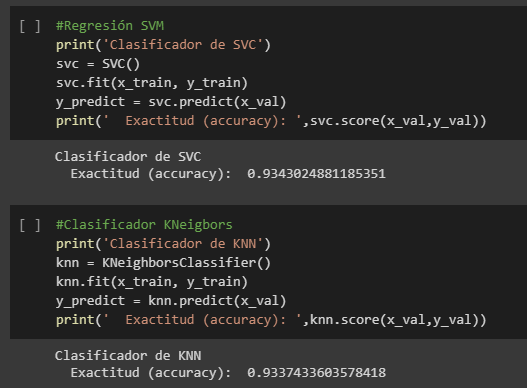 [ ] #Regresión SVM
print('Clasificador de SVC')
svc = SVC()
svc.fit(x_train, y_train)
y_predict = svc.predict(x_val)
print('  Exactitud (accuracy): ',svc.score(x_val,y_val))
Clasificador de SVC
  Exactitud (accuracy):  0.9343024881185351
[ ] #Clasificador KNeigbors
print('Clasificador de KNN')
knn = KNeighborsClassifier()
knn.fit(x_train, y_train)
y_predict = knn.predict(x_val)
print('  Exactitud (accuracy): ',knn.score(x_val,y_val))
Clasificador de KNN
  Exactitud (accuracy):  0.9337433603578418